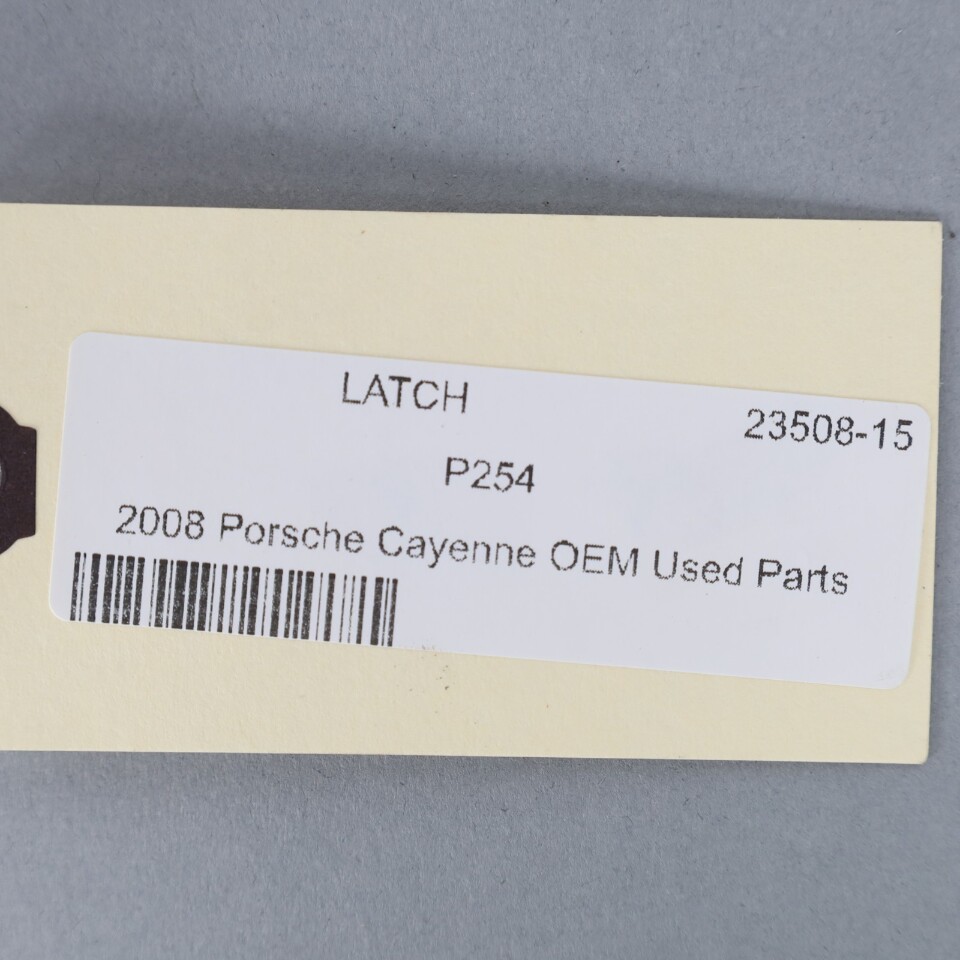 LATCH
23508-15
P254
2008 Porsche Cayenne OEM Used Parts